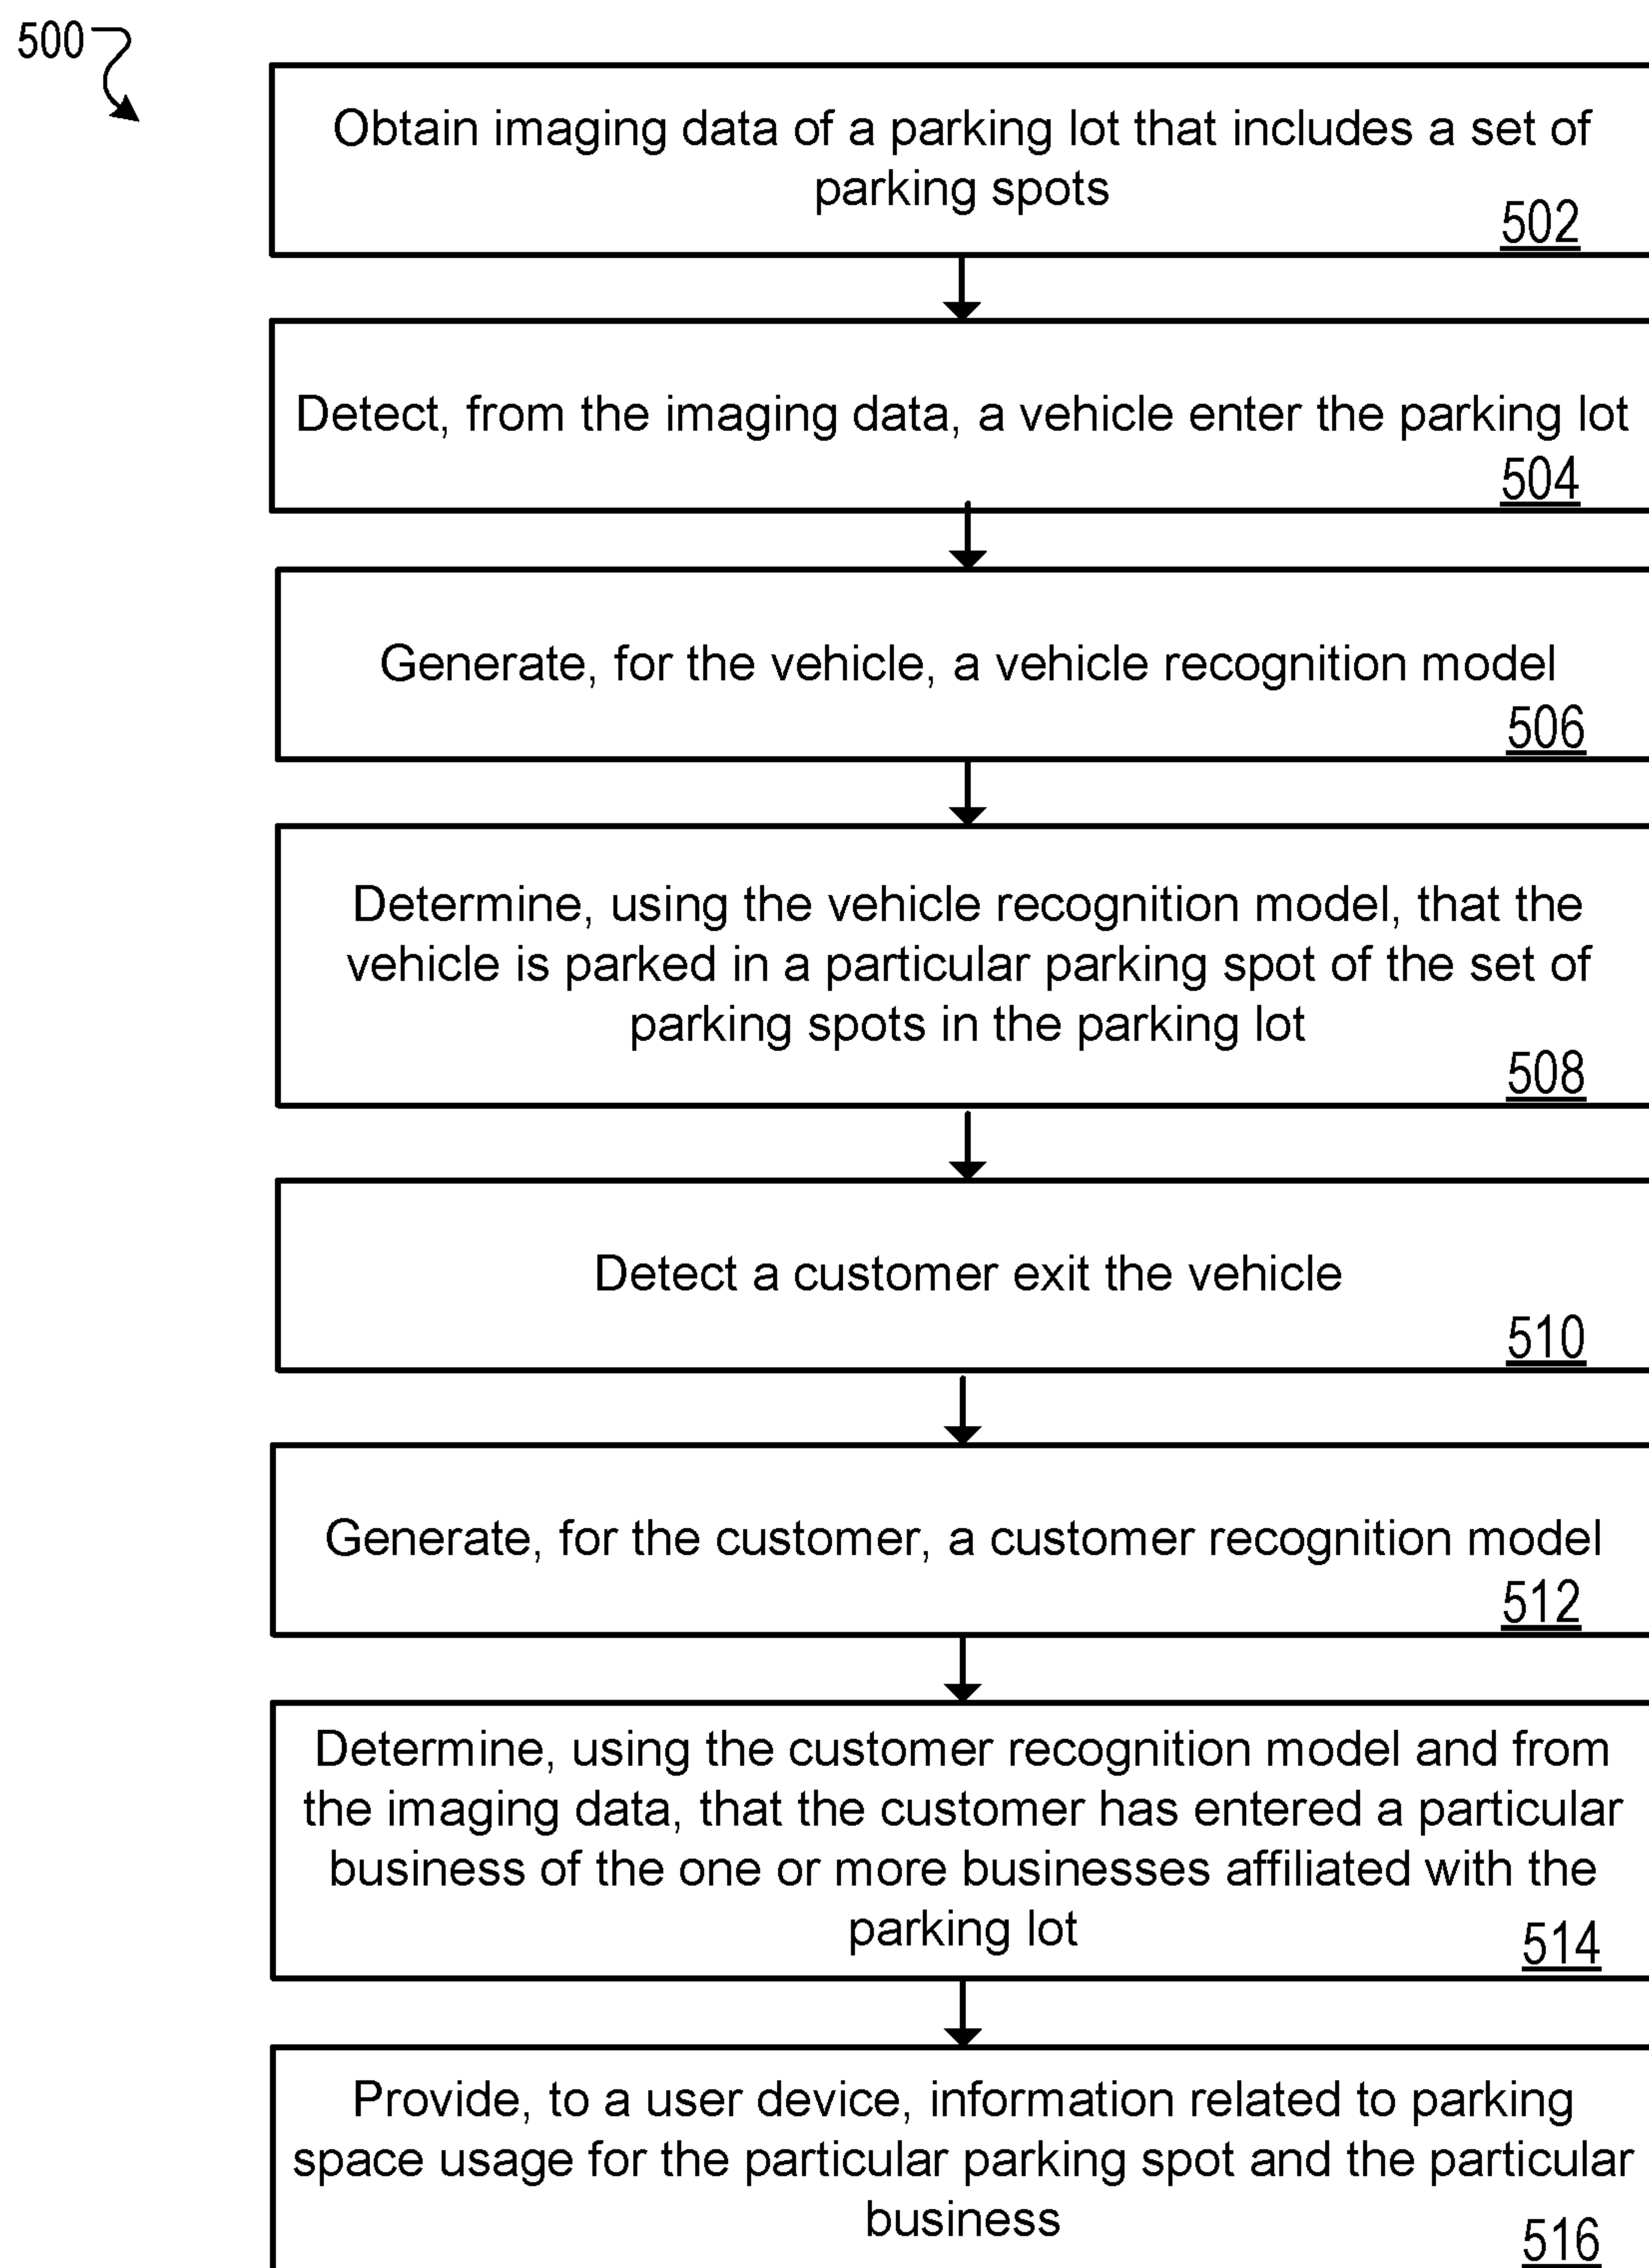 500
Obtain imaging data of a parking lot that includes a set of
parking spots
502
Detect, from the imaging data, a vehicle enter the parking lot
504
Generate, for the vehicle, a vehicle recognition model
506
Determine, using the vehicle recognition model, that the
vehicle is parked in a particular parking spot of the set of
parking spots in the parking lot
508
Detect a customer exit the vehicle
510
Generate, for the customer, a customer recognition model
512
Determine, using the customer recognition model and from
the imaging data, that the customer has entered a particular
business of the one or more businesses affiliated with the
parking lot
514
Provide, to a user device, information related to parking
space usage for the particular parking spot and the particular
business
516